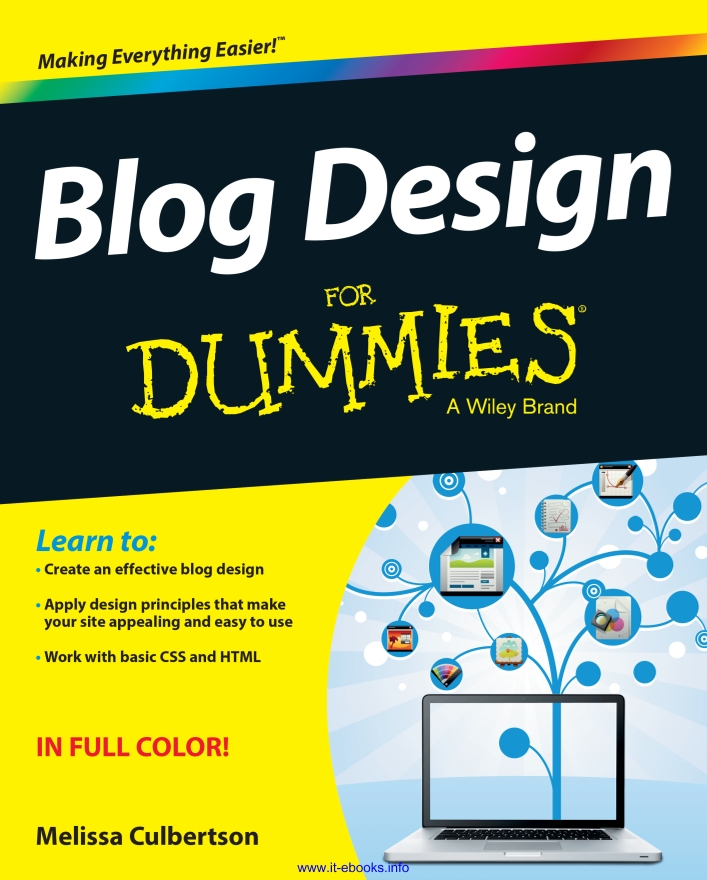 Making Everything Easier!™
Blog Design
FOR
DUMMIES®
A Wiley Brand
Learn to:
• Create an effective blog design
• Apply design principles that make
your site appealing and easy to use
• Work with basic CSS and HTML
IN FULL COLOR!
Melissa Culbertson
www.it-ebooks.info